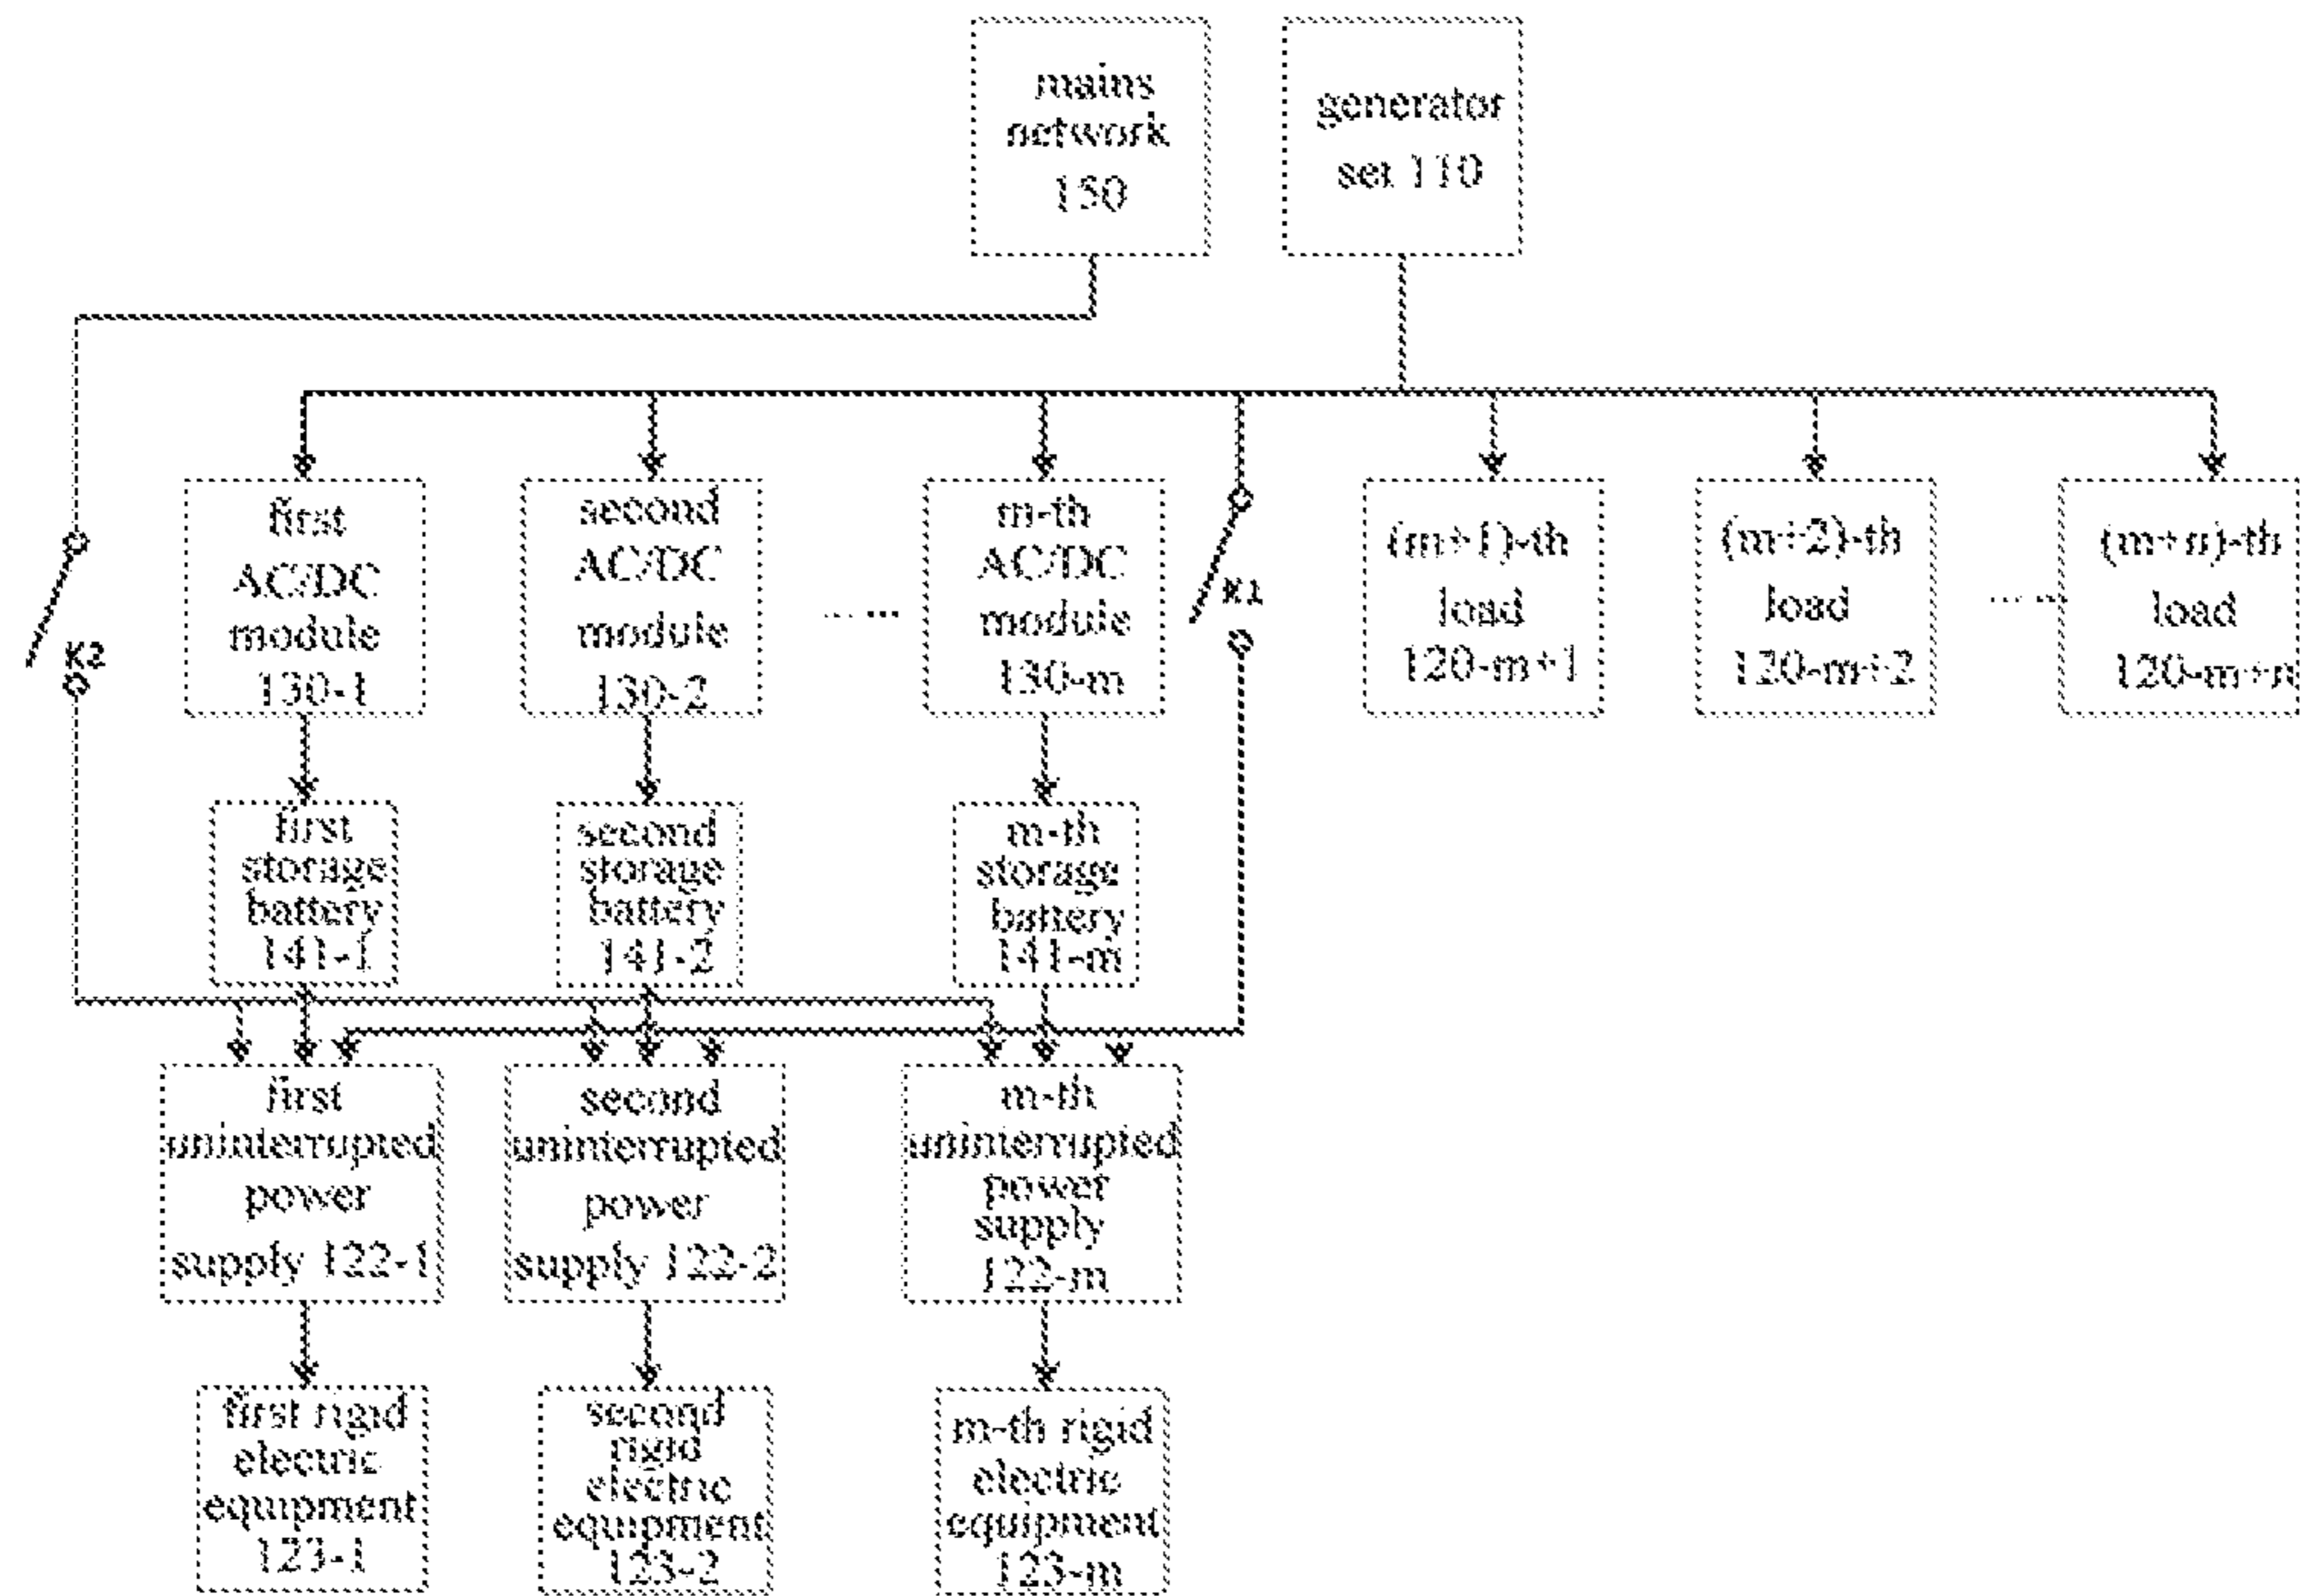 mains
network
150
generator
set 110
first
AC/DC
module
130-1
second
AC/DC
module
130-2
......
m-th
AC/DC
module
130-m
K1
K2
(m+1)-th
load
120-m+1
(m+2)-th
load
120-m+2
......
(m+n)-th
load
120-m+n
first
storage
battery
141-1
second
storage
battery
141-2
m-th
storage
battery
141-m
first
uninterrupted
power
supply 122-1
second
uninterrupted
power
supply 122-2
m-th
uninterrupted
power
supply
122-m
first rigid
electric
equipment
123-1
second
rigid
electric
equipment
123-2
m-th rigid
electric
equipment
123-m